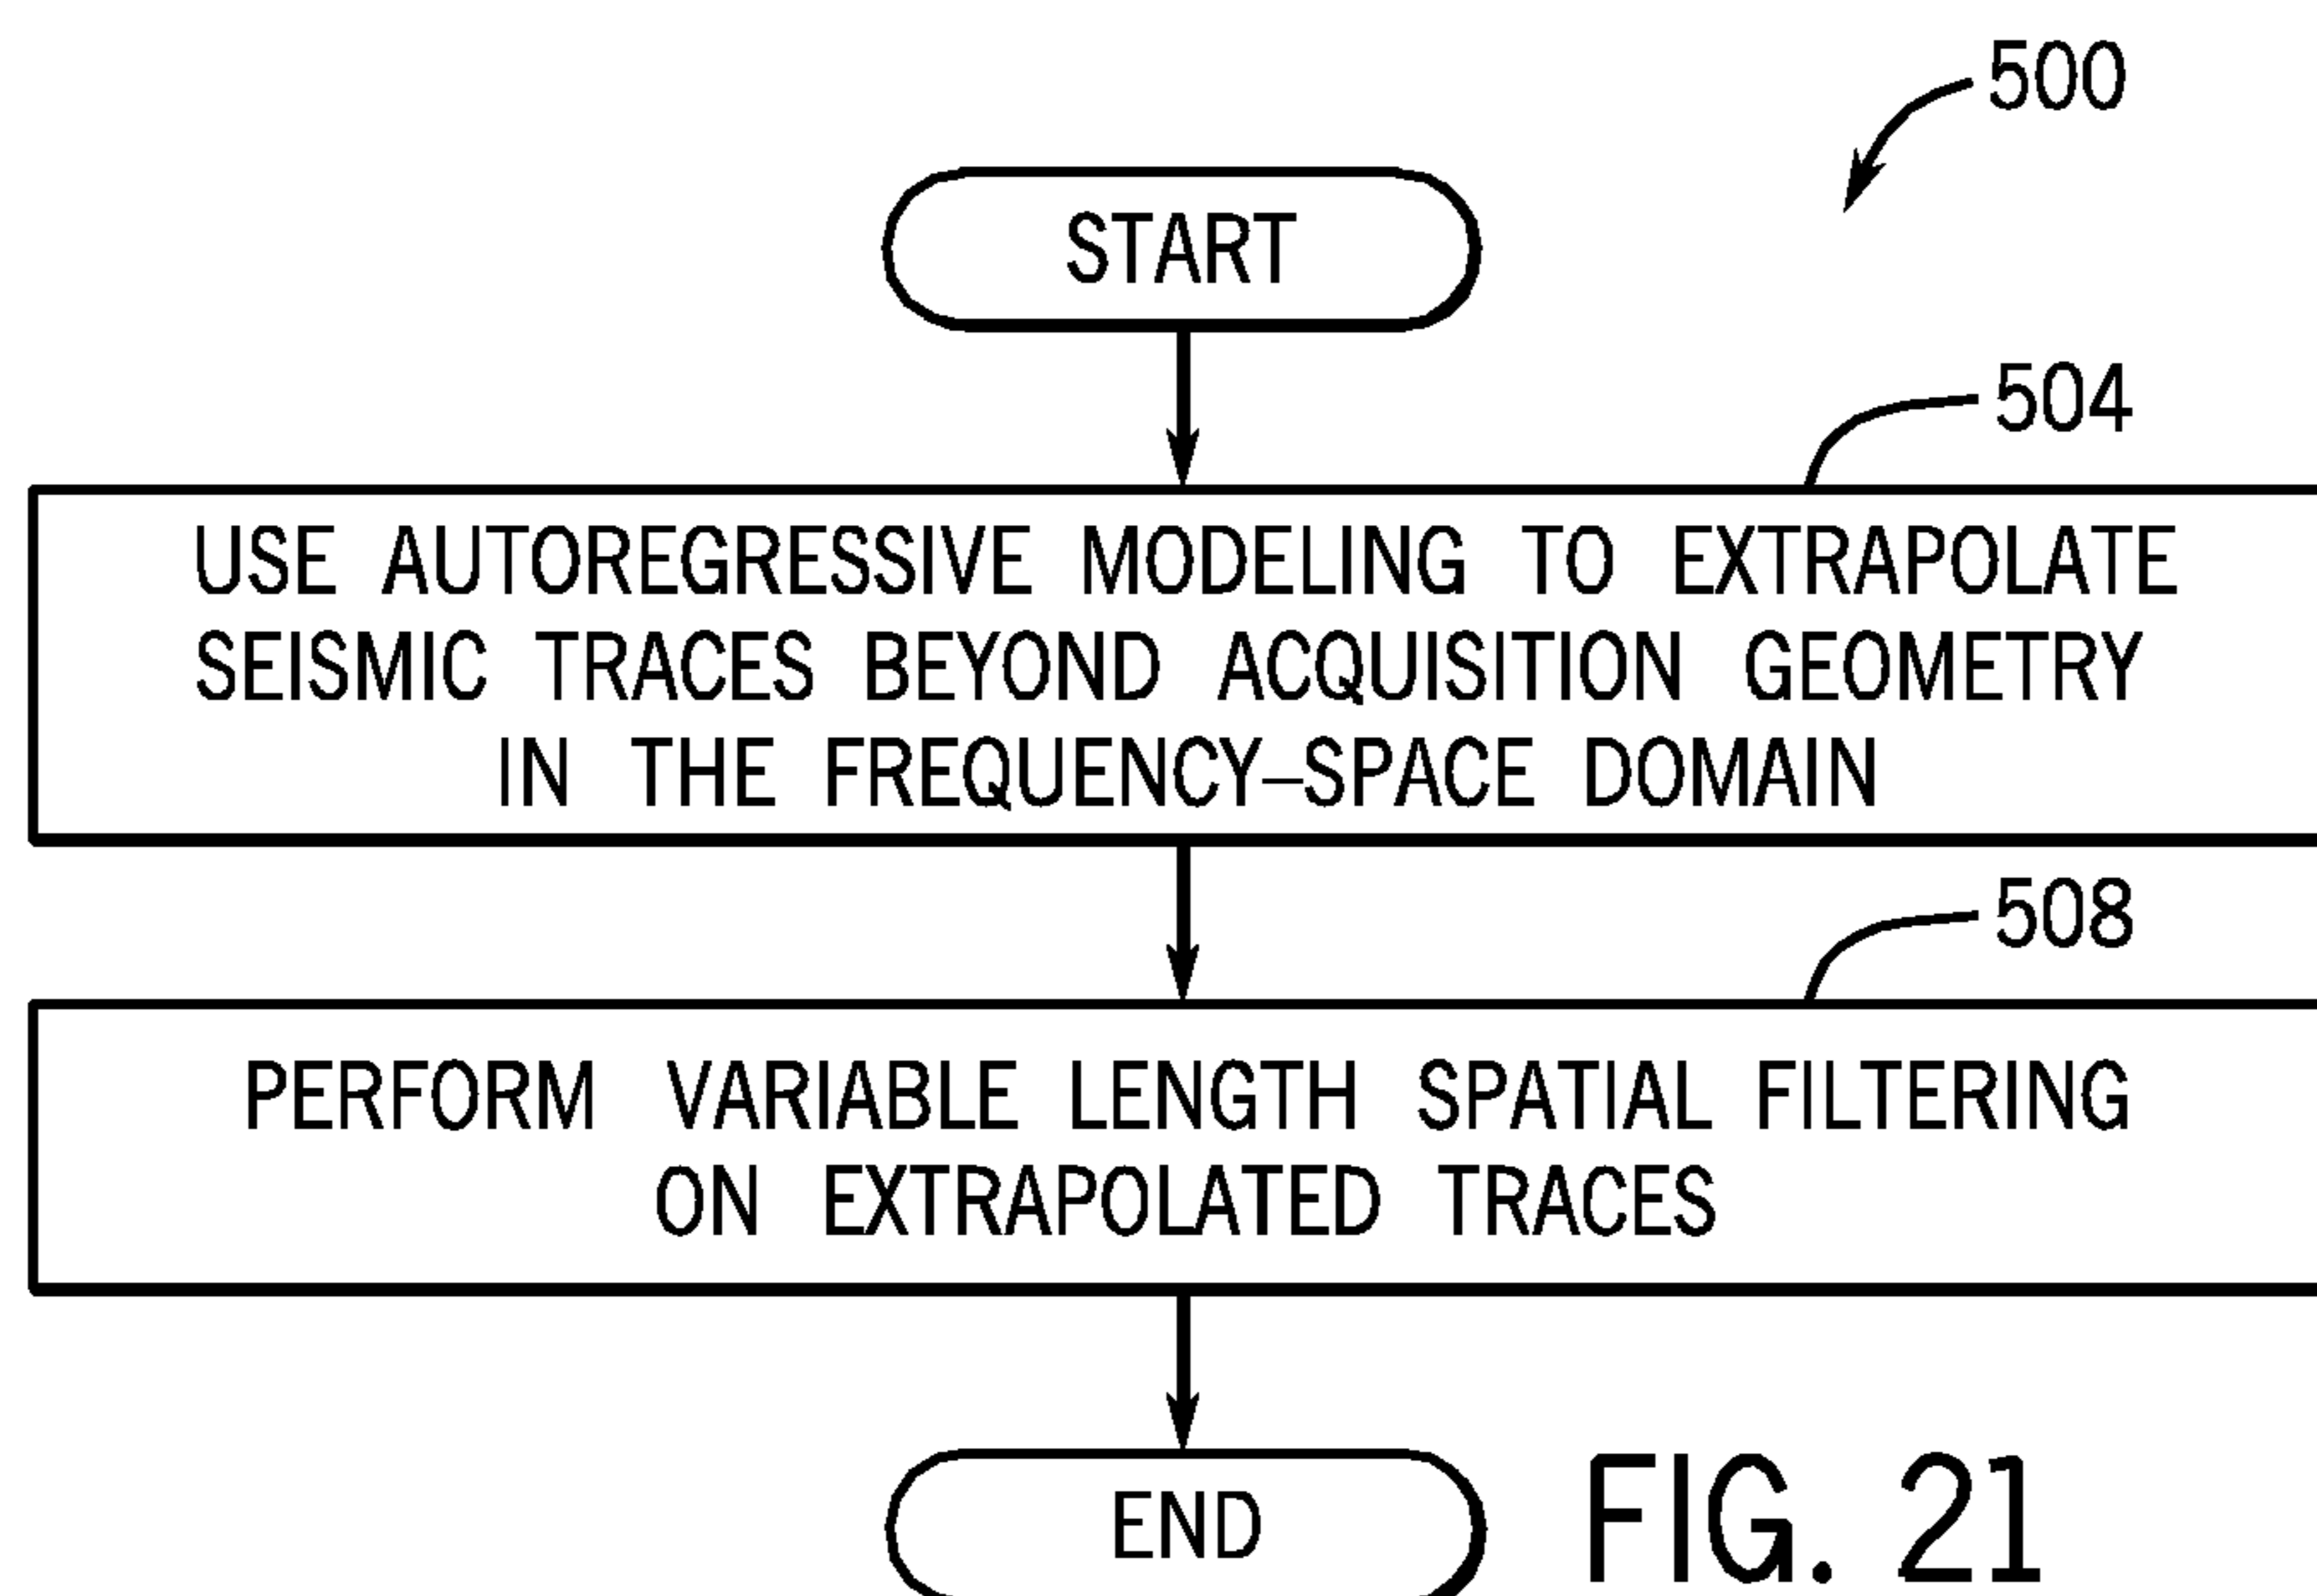 500
START
504
USE AUTOREGRESSIVE MODELING TO EXTRAPOLATE
SEISMIC TRACES BEYOND ACQUISITION GEOMETRY
IN THE FREQUENCY–SPACE DOMAIN
508
PERFORM VARIABLE LENGTH SPATIAL FILTERING
ON EXTRAPOLATED TRACES
END
FIG. 21